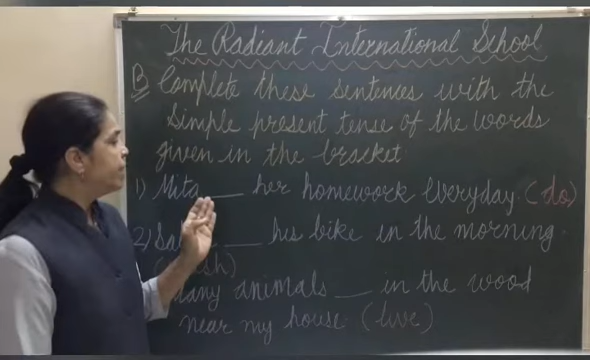 The Radiant International School
B) Complete these sentences with the
Simple present tense of the words
given in the bracket
1) Mita ___ her homework everyday. (do)
2) ___ his bike in the morning.
Many animals ___ in the wood
near my house. (live)